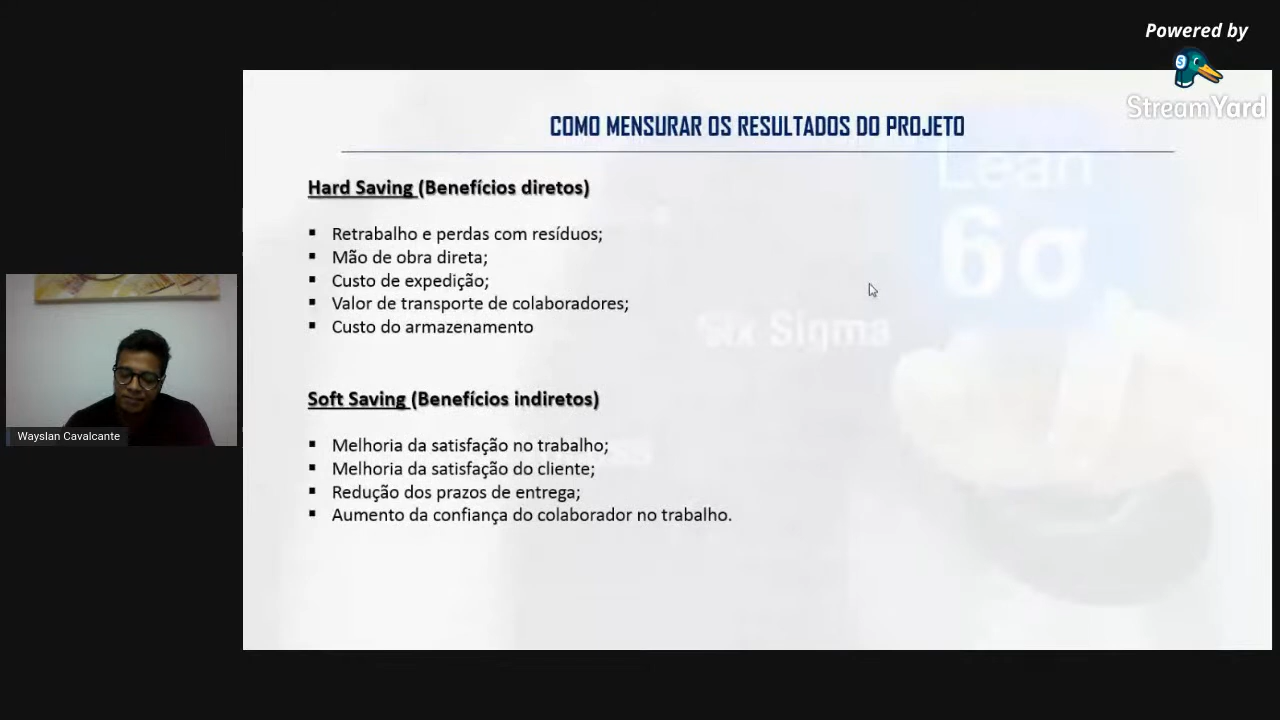 Powered by
StreamYard
COMO MENSURAR OS RESULTADOS DO PROJETO
Lean
6σ
Six Sigma
Hard Saving (Benefícios diretos)
▪ Retrabalho e perdas com resíduos;
▪ Mão de obra direta;
▪ Custo de expedição;
▪ Valor de transporte de colaboradores;
▪ Custo do armazenamento
Soft Saving (Benefícios indiretos)
▪ Melhoria da satisfação no trabalho;
▪ Melhoria da satisfação do cliente;
▪ Redução dos prazos de entrega;
▪ Aumento da confiança do colaborador no trabalho.
Wayslan Cavalcante